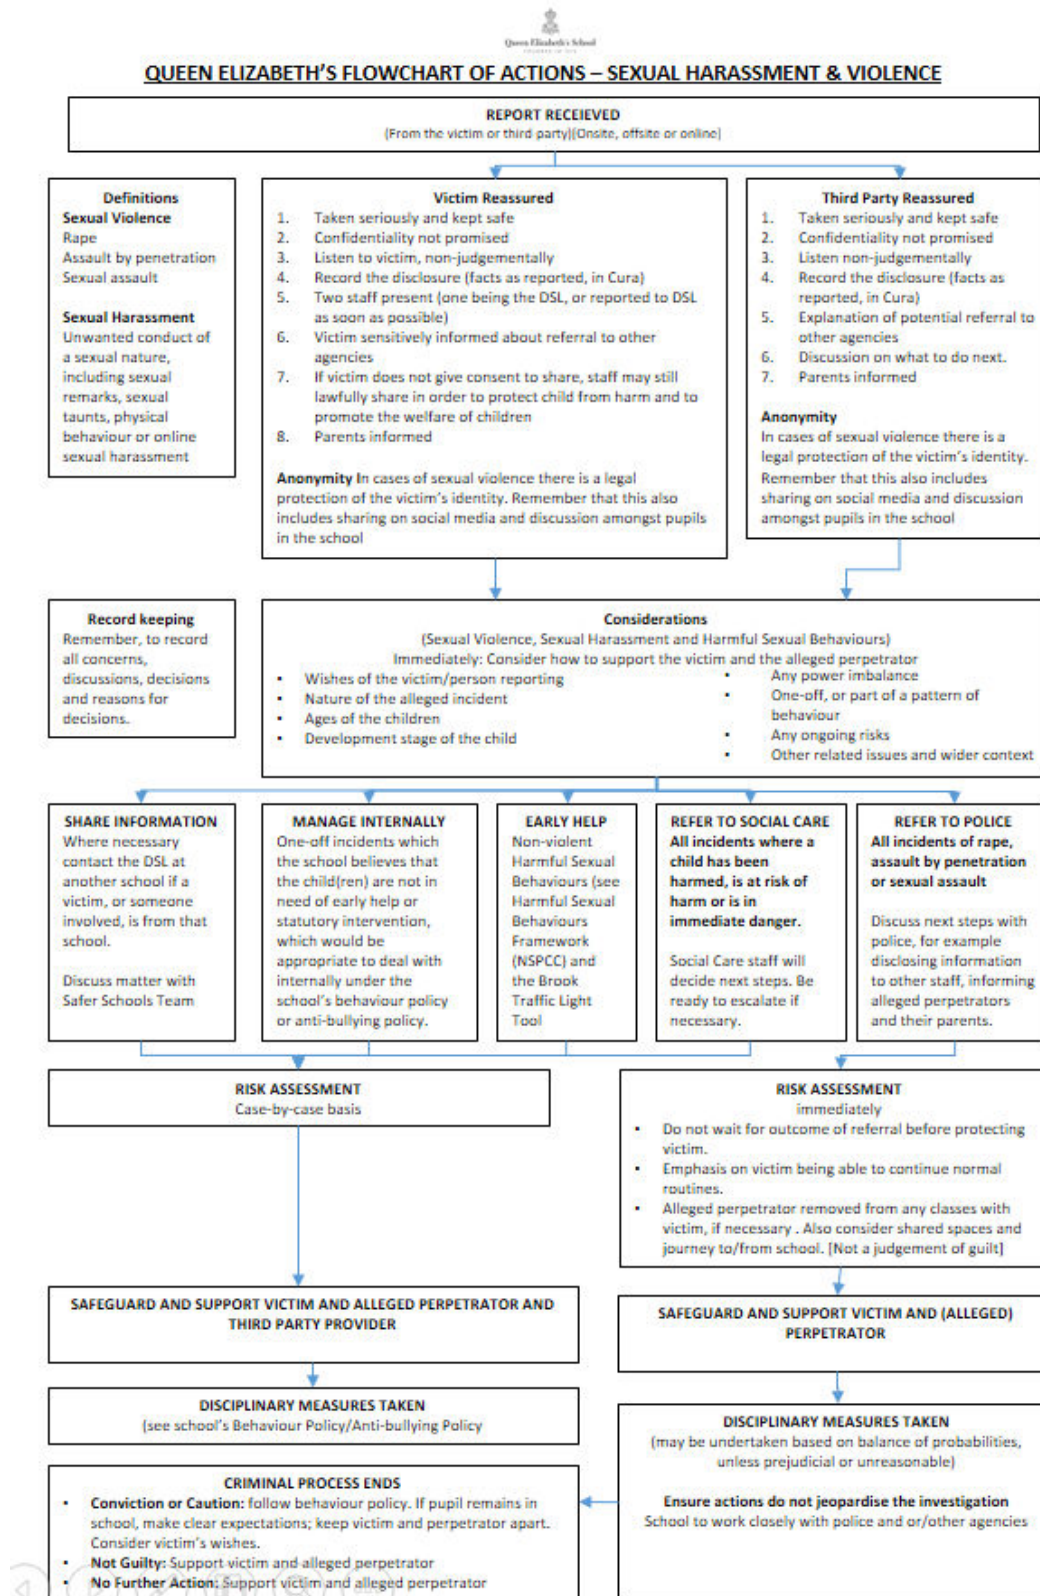 Queen Elizabeth's School
QUEEN ELIZABETH'S FLOWCHART OF ACTIONS – SEXUAL HARASSMENT & VIOLENCE
REPORT RECEIEVED
(From the victim or third party)(Onsite, offsite or online)
Definitions
Sexual Violence
Rape
Assault by penetration
Sexual assault
Sexual Harassment
Unwanted conduct of
a sexual nature,
including sexual
remarks, sexual
taunts, physical
behaviour or online
sexual harassment
Victim Reassured
1. Taken seriously and kept safe
2. Confidentiality not promised
3. Listen to victim, non-judgementally
4. Record the disclosure (facts as reported, in Cura)
5. Two staff present (one being the DSL, or reported to DSL
as soon as possible)
6. Victim sensitively informed about referral to other
agencies
7. If victim does not give consent to share, staff may still
lawfully share in order to protect child from harm and to
promote the welfare of children
8. Parents informed
Anonymity In cases of sexual violence there is a legal
protection of the victim's identity. Remember that this also
includes sharing on social media and discussion amongst pupils
in the school
Third Party Reassured
1. Taken seriously and kept safe
2. Confidentiality not promised
3. Listen non-judgementally
4. Record the disclosure (facts as
reported, in Cura)
5. Explanation of potential referral to
other agencies
6. Discussion on what to do next.
7. Parents informed
Anonymity
In cases of sexual violence there is a
legal protection of the victim's identity.
Remember that this also includes
sharing on social media and discussion
amongst pupils in the school
Record keeping
Remember, to record
all concerns,
discussions, decisions
and reasons for
decisions.
Considerations
(Sexual Violence, Sexual Harassment and Harmful Sexual Behaviours)
Immediately: Consider how to support the victim and the alleged perpetrator
▪ Wishes of the victim/person reporting
▪ Nature of the alleged incident
▪ Ages of the children
▪ Development stage of the child
▪ Any power imbalance
▪ One-off, or part of a pattern of
behaviour
▪ Any ongoing risks
▪ Other related issues and wider context
SHARE INFORMATION
Where necessary
contact the DSL at
another school if a
victim, or someone
involved, is from that
school.
Discuss matter with
Safer Schools Team
MANAGE INTERNALLY
One-off incidents which
the school believes that
the child(ren) are not in
need of early help or
statutory intervention,
which would be
appropriate to deal with
internally under the
school's behaviour policy
or anti-bullying policy.
EARLY HELP
Non-violent
Harmful Sexual
Behaviours (see
Harmful Sexual
Behaviours
Framework
(NSPCC) and
the Brook
Traffic Light
Tool
REFER TO SOCIAL CARE
All incidents where a
child has been
harmed, is at risk of
harm or is in
immediate danger.
Social Care staff will
decide next steps. Be
ready to escalate if
necessary.
REFER TO POLICE
All incidents of rape,
assault by penetration
or sexual assault
Discuss next steps with
police, for example
disclosing information
to other staff, informing
alleged perpetrators
and their parents.
RISK ASSESSMENT
Case-by-case basis
RISK ASSESSMENT
immediately
▪ Do not wait for outcome of referral before protecting
victim.
▪ Emphasis on victim being able to continue normal
routines.
▪ Alleged perpetrator removed from any classes with
victim, if necessary . Also consider shared spaces and
journey to/from school. [Not a judgement of guilt]
SAFEGUARD AND SUPPORT VICTIM AND ALLEGED PERPETRATOR AND
THIRD PARTY PROVIDER
SAFEGUARD AND SUPPORT VICTIM AND (ALLEGED)
PERPETRATOR
DISCIPLINARY MEASURES TAKEN
(see school's Behaviour Policy/Anti-bullying Policy
DISCIPLINARY MEASURES TAKEN
(may be undertaken based on balance of probabilities,
unless prejudicial or unreasonable)
Ensure actions do not jeopardise the investigation
School to work closely with police and or/other agencies
CRIMINAL PROCESS ENDS
▪ Conviction or Caution: follow behaviour policy. If pupil remains in
school, make clear expectations; keep victim and perpetrator apart.
Consider victim's wishes.
▪ Not Guilty: Support victim and alleged perpetrator
▪ No Further Action: Support victim and alleged perpetrator